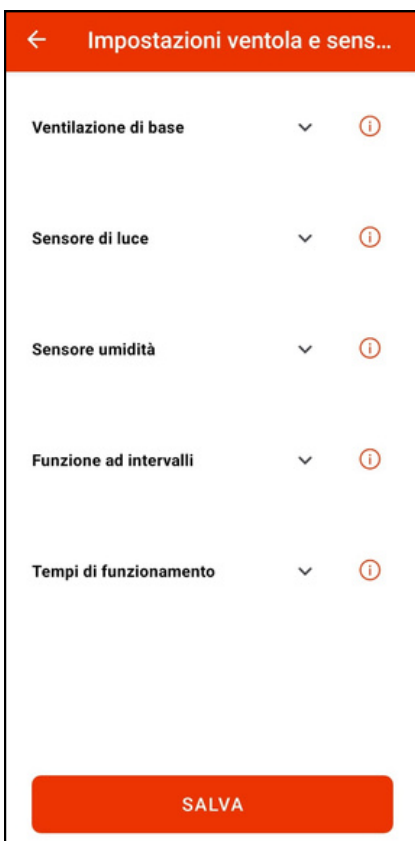 Impostazioni ventola e sens...
Ventilazione di base
Sensore di luce
Sensore umidità
Funzione ad intervalli
Tempi di funzionamento
SALVA